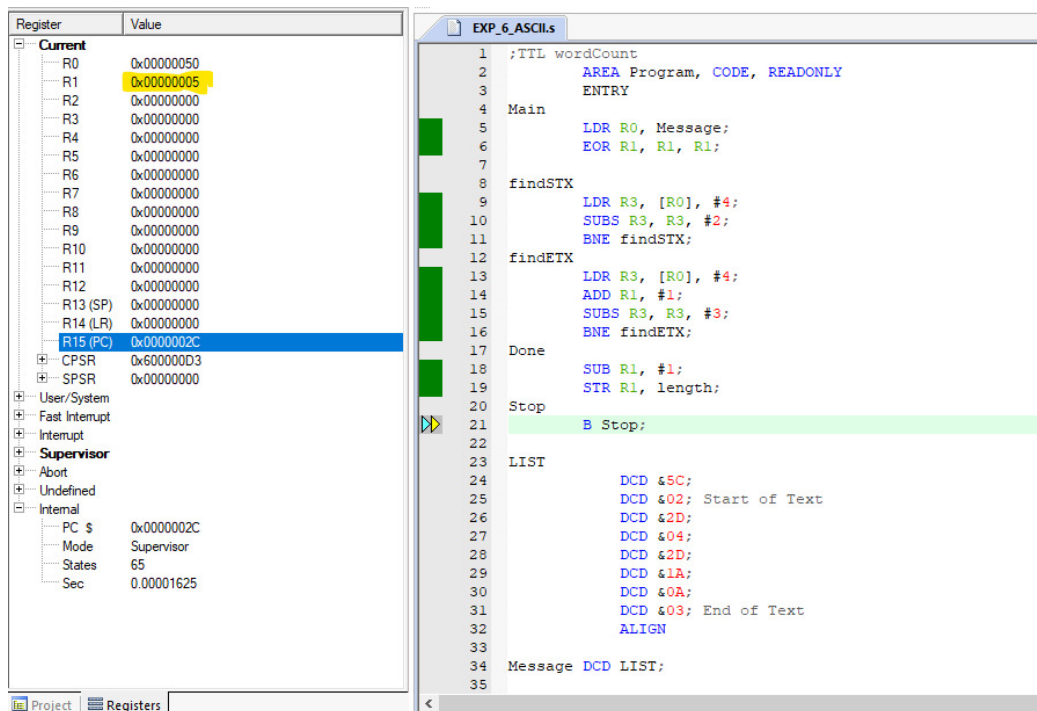 Register Value
Current
R0 0x00000050
R1 0x00000005
R2 0x00000000
R3 0x00000000
R4 0x00000000
R5 0x00000000
R6 0x00000000
R7 0x00000000
R8 0x00000000
R9 0x00000000
R10 0x00000000
R11 0x00000000
R12 0x00000000
R13 (SP) 0x00000000
R14 (LR) 0x00000000
R15 (PC) 0x0000002C
CPSR 0x600000D3
SPSR 0x00000000
User/System
Fast Interrupt
Interrupt
Supervisor
Abort
Undefined
Internal
PC $ 0x0000002C
Mode Supervisor
States 65
Sec 0.00001625
Project Registers
EXP_6_ASCII.s
1 ;TTL wordCount
2 AREA Program, CODE, READONLY
3 ENTRY
4 Main
5 LDR R0, Message;
6 EOR R1, R1, R1;
7
8 findSTX
9 LDR R3, [R0], #4;
10 SUBS R3, R3, #2;
11 BNE findSTX;
12 findETX
13 LDR R3, [R0], #4;
14 ADD R1, #1;
15 SUBS R3, R3, #3;
16 BNE findETX;
17 Done
18 SUB R1, #1;
19 STR R1, length;
20 Stop
21 B Stop;
22
23 LIST
24 DCD &5C;
25 DCD &02; Start of Text
26 DCD &2D;
27 DCD &04;
28 DCD &2D;
29 DCD &1A;
30 DCD &0A;
31 DCD &03; End of Text
32 ALIGN
33
34 Message DCD LIST;
35